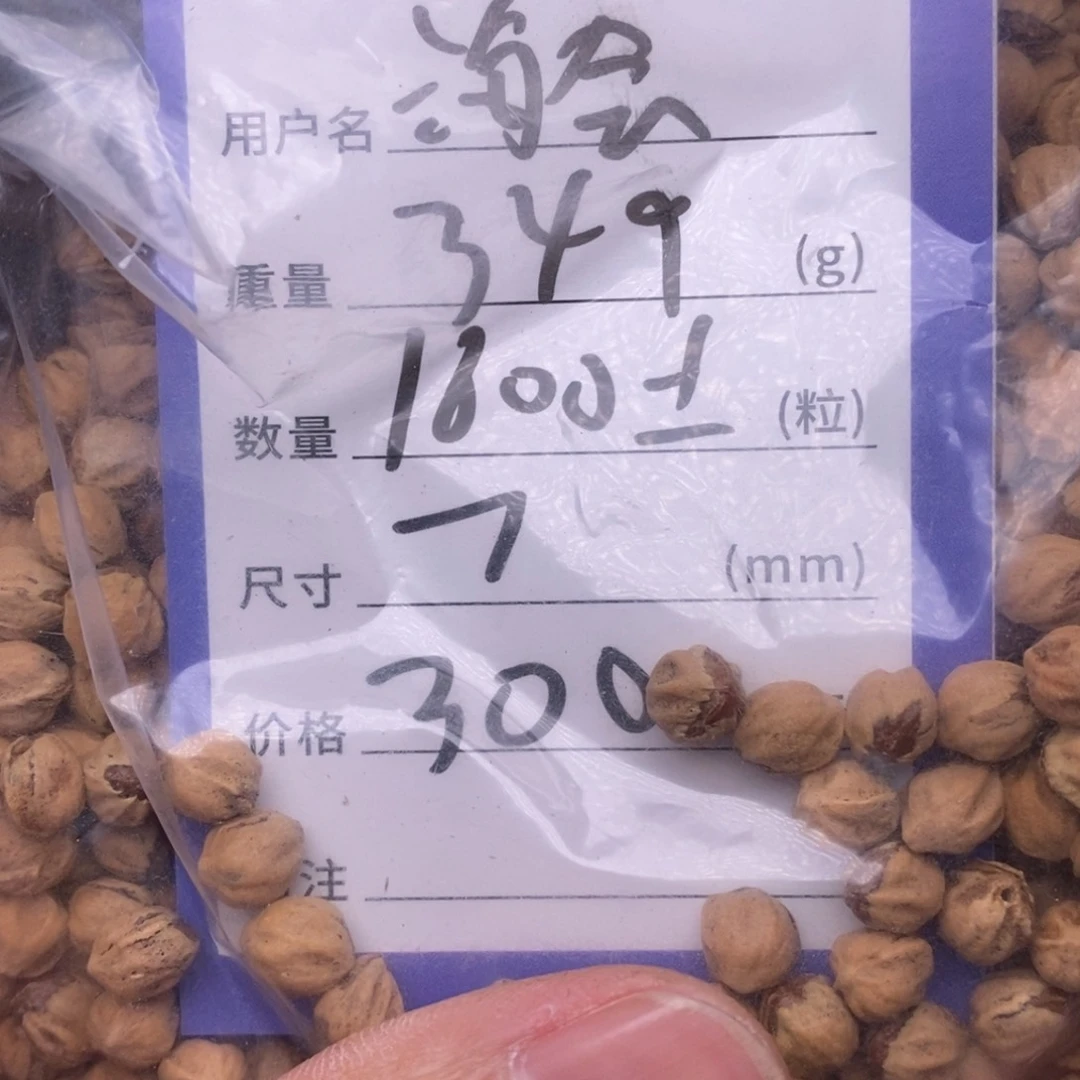 用户名 海会
重量 349 (g)
数量 1800± (粒)
尺寸 7 (mm)
价格 300
注